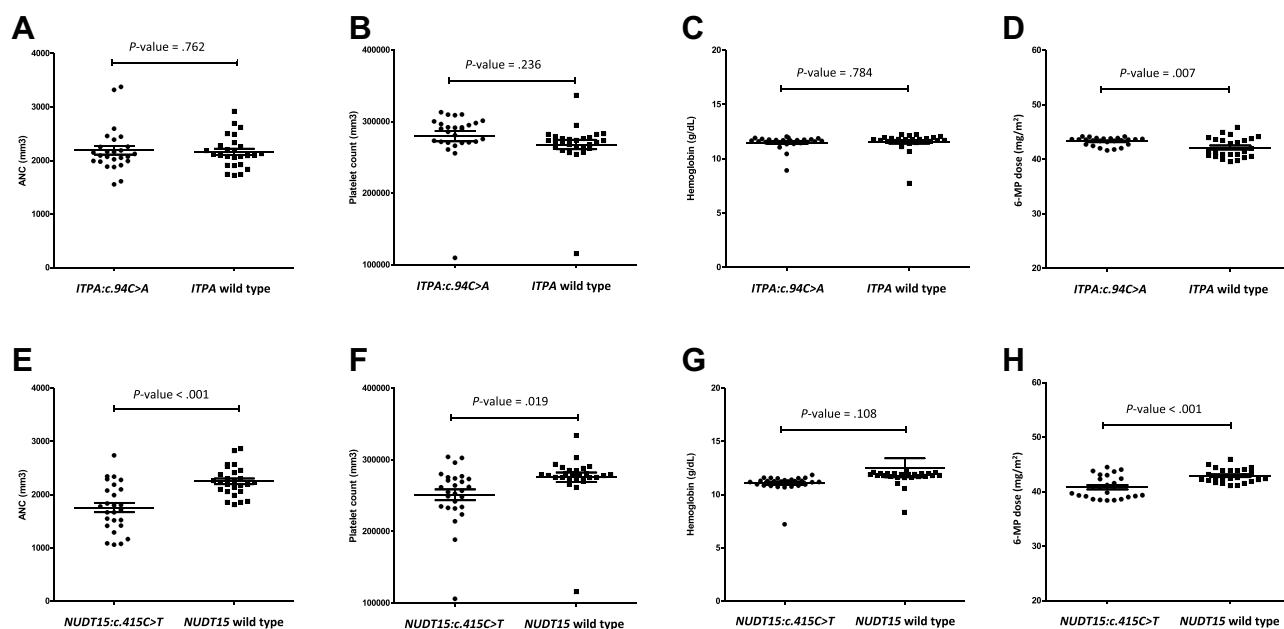 A
P-value = .762
ANC (mm3)
4000
3000
2000
1000
0
ITPA:c.94C>A
ITPA wild type
B
P-value = .236
Platelet count (mm3)
400000
300000
200000
100000
ITPA:c.94C>A
ITPA wild type
C
P-value = .784
Hemoglobin (g/dL)
20
15
10
5
0
ITPA:c.94C>A
ITPA wild type
D
P-value = .007
6-MP dose (mg/m²)
60
50
40
30
20
ITPA:c.94C>A
ITPA wild type
E
P-value < .001
ANC (mm3)
4000
3000
2000
1000
0
NUDT15:c.415C>T
NUDT15 wild type
F
P-value = .019
Platelet count (mm3)
400000
300000
200000
100000
NUDT15:c.415C>T
NUDT15 wild type
G
P-value = .108
Hemoglobin (g/dL)
20
15
10
5
0
NUDT15:c.415C>T
NUDT15 wild type
H
P-value < .001
6-MP dose (mg/m²)
60
50
40
30
20
NUDT15:c.415C>T
NUDT15 wild type